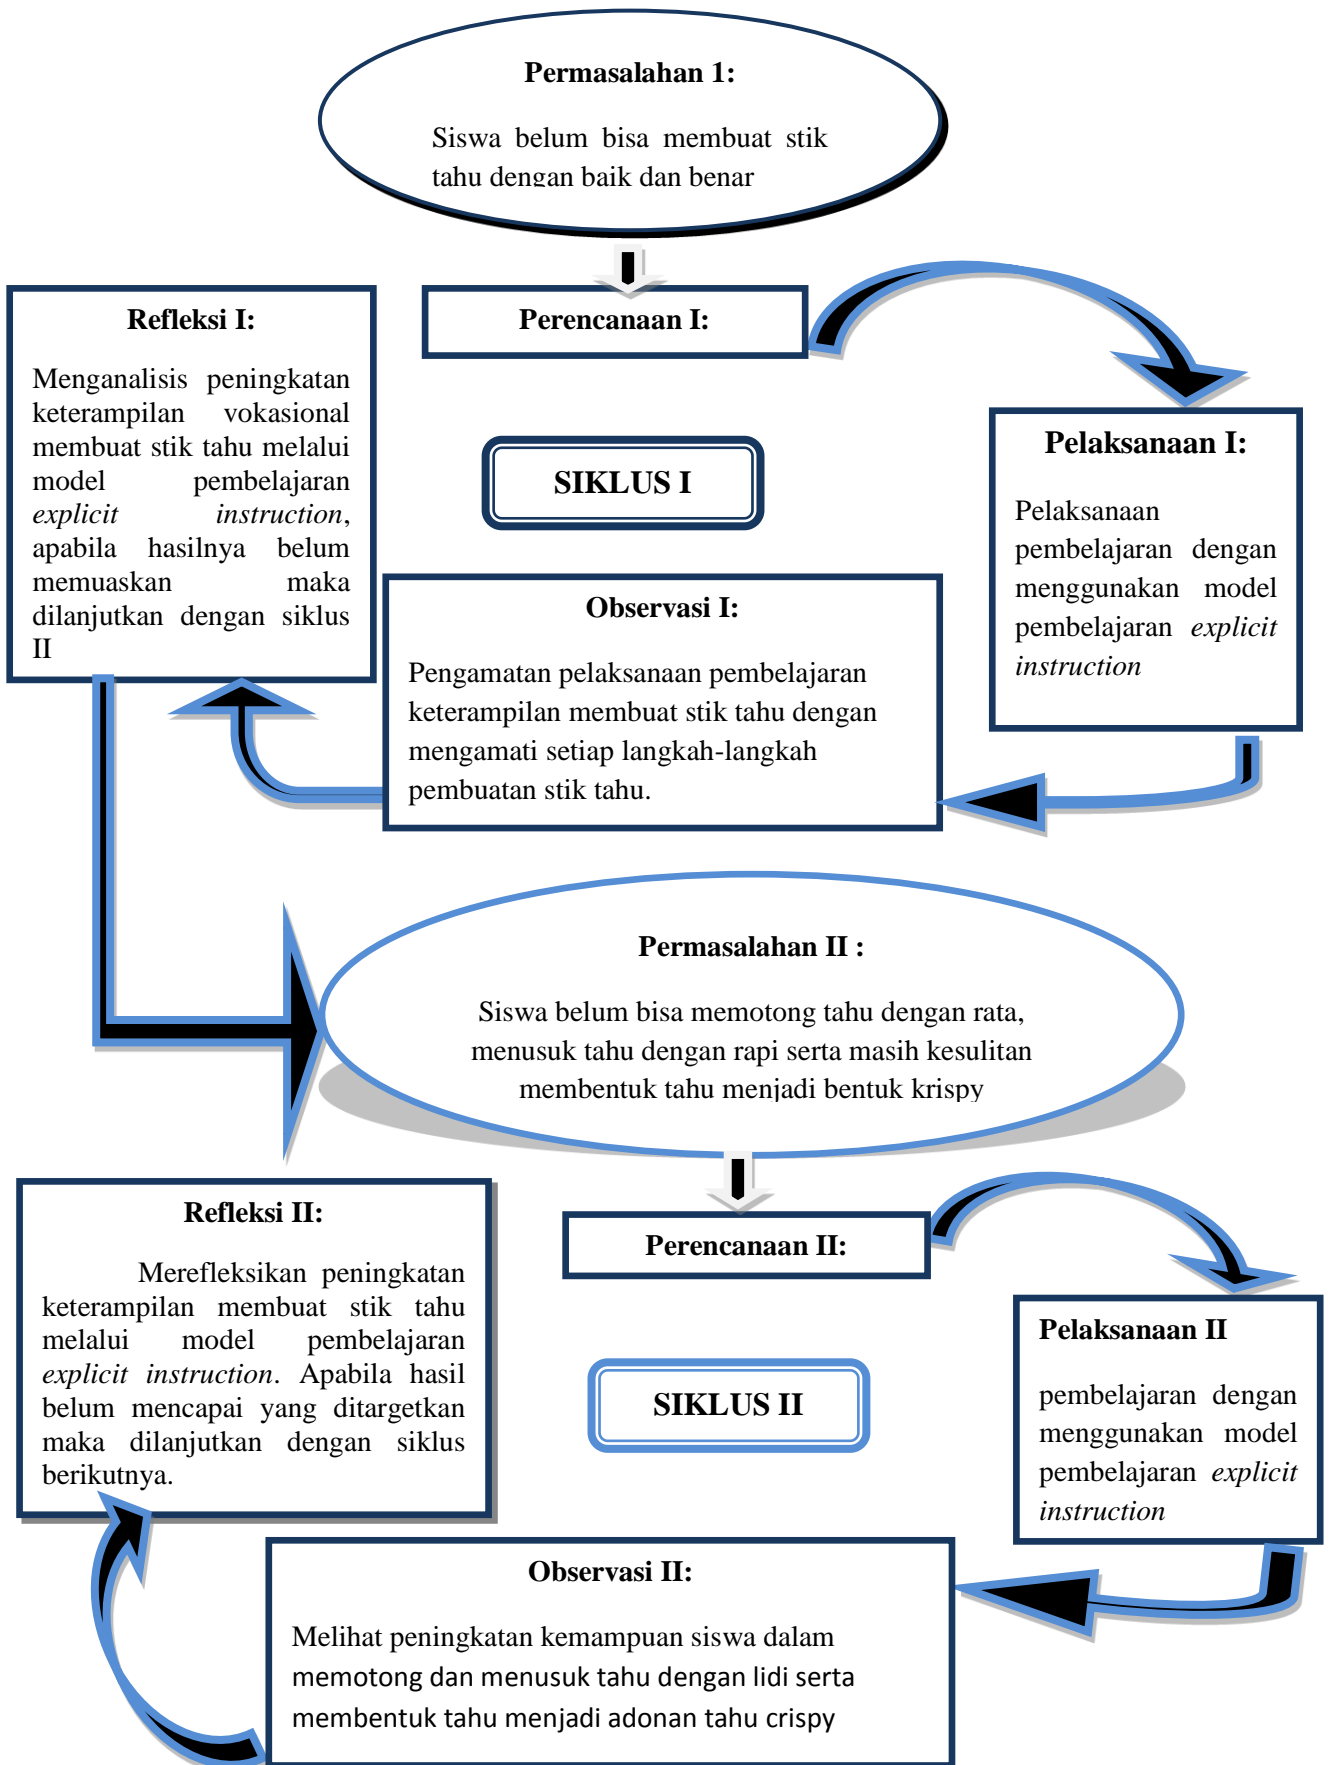 Permasalahan 1:
Siswa belum bisa membuat stik
tahu dengan baik dan benar
Perencanaan I:
Refleksi I:
Menganalisis peningkatan
keterampilan vokasional
membuat stik tahu melalui
model pembelajaran
explicit instruction,
apabila hasilnya belum
memuaskan maka
dilanjutkan dengan siklus
II
SIKLUS I
Pelaksanaan I:
Pelaksanaan
pembelajaran dengan
menggunakan model
pembelajaran explicit
instruction
Observasi I:
Pengamatan pelaksanaan pembelajaran
keterampilan membuat stik tahu dengan
mengamati setiap langkah-langkah
pembuatan stik tahu.
Permasalahan II :
Siswa belum bisa memotong tahu dengan rata,
menusuk tahu dengan rapi serta masih kesulitan
membentuk tahu menjadi bentuk krispy
Perencanaan II:
Refleksi II:
Merefleksikan peningkatan
keterampilan membuat stik tahu
melalui model pembelajaran
explicit instruction. Apabila hasil
belum mencapai yang ditargetkan
maka dilanjutkan dengan siklus
berikutnya.
SIKLUS II
Pelaksanaan II
pembelajaran dengan
menggunakan model
pembelajaran explicit
instruction
Observasi II:
Melihat peningkatan kemampuan siswa dalam
memotong dan menusuk tahu dengan lidi serta
membentuk tahu menjadi adonan tahu crispy